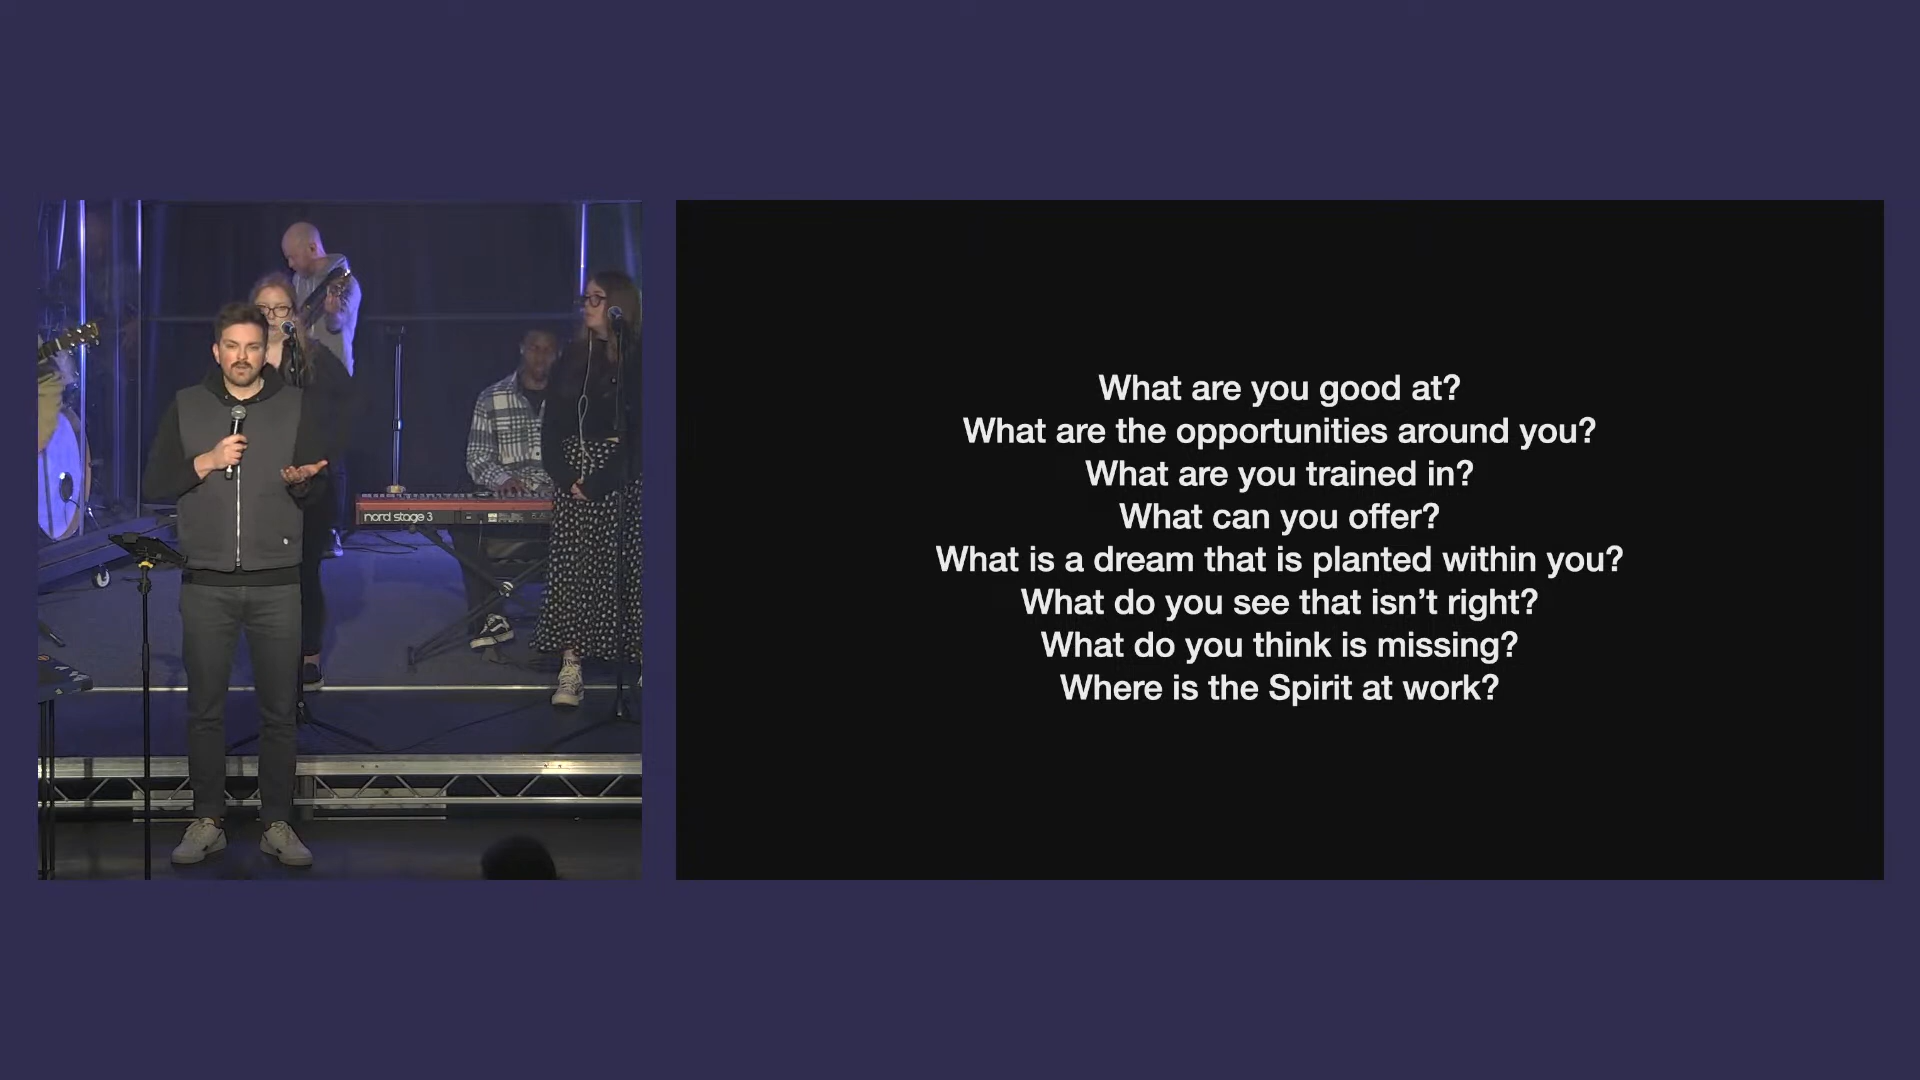 What are you good at?
What are the opportunities around you?
What are you trained in?
What can you offer?
What is a dream that is planted within you?
What do you see that isn’t right?
What do you think is missing?
Where is the Spirit at work?
nord stage 3